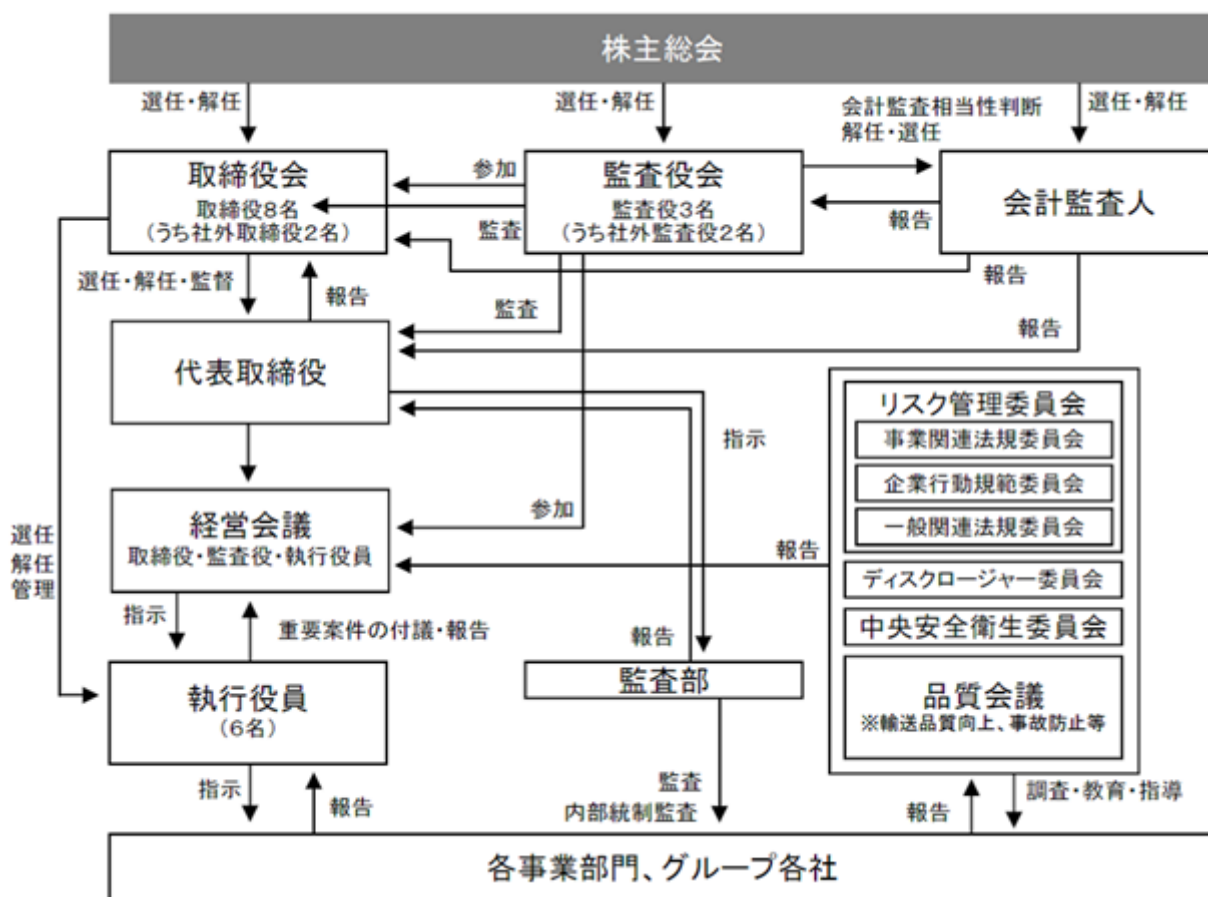 株主総会
選任・解任
選任・解任
会計監査相当性判断
解任・選任
選任・解任
取締役会
取締役8名
(うち社外取締役2名)
参加
監査
監査役会
監査役3名
(うち社外監査役2名)
報告
会計監査人
選任・解任・監督
報告
監査
報告
報告
代表取締役
指示
リスク管理委員会
事業関連法規委員会
企業行動規範委員会
一般関連法規委員会
ディスクロージャー委員会
中央安全衛生委員会
品質会議
※輸送品質向上、事故防止等
経営会議
取締役・監査役・執行役員
参加
報告
選任
解任
管理
指示
重要案件の付議・報告
報告
執行役員
(6名)
監査部
指示
報告
監査
内部統制監査
報告
調査・教育・指導
各事業部門、グループ各社